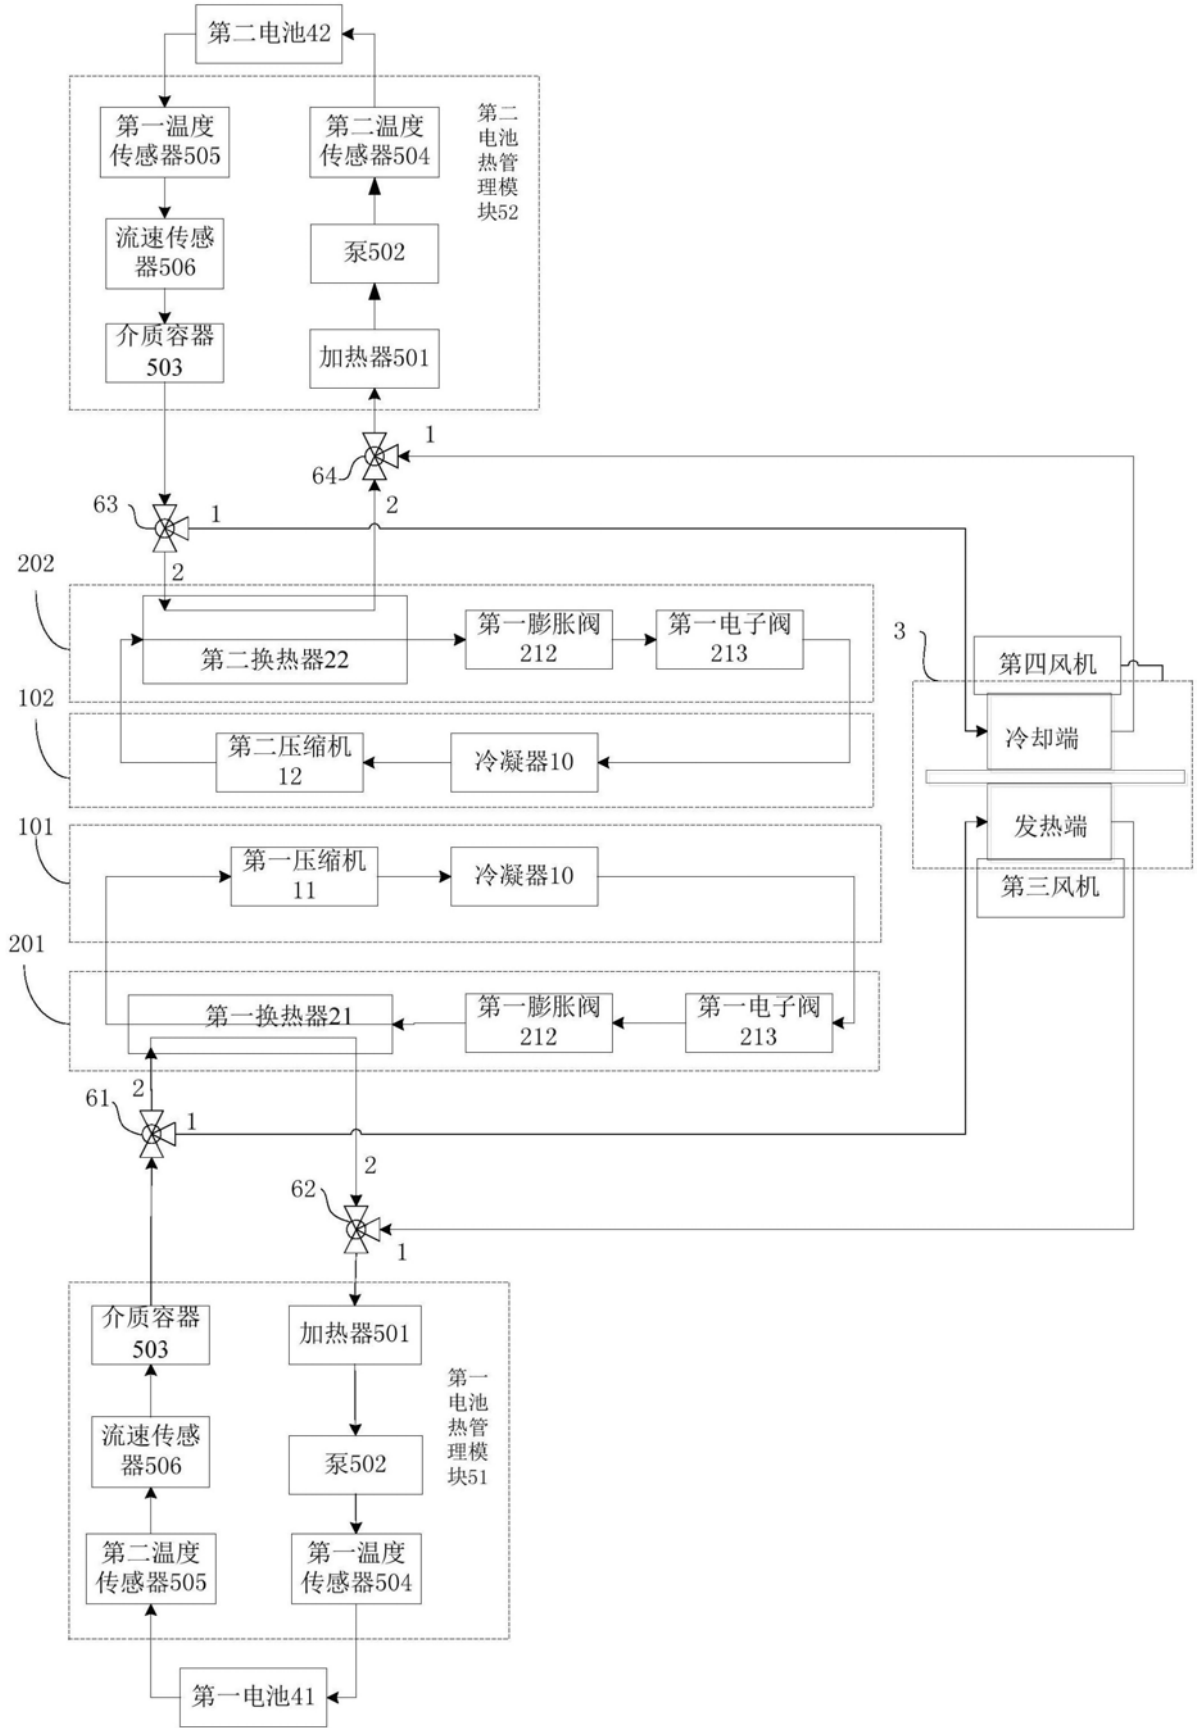 第二电池42
第一温度
传感器505
第二温度
传感器504
第二
电池
热管
理模
块52
流速传感
器506
泵502
介质容器
503
加热器501
1
64
2
63
1
2
202
第二换热器22
第一膨胀阀
212
第一电子阀
213
3
第四风机
102
第二压缩机
12
冷凝器10
冷却端
101
第一压缩机
11
冷凝器10
发热端
第三风机
201
第一换热器21
第一膨胀阀
212
第一电子阀
213
2
61
1
2
62
1
介质容器
503
加热器501
第一
电池
热管
理模
块51
流速传感
器506
泵502
第二温度
传感器505
第一温度
传感器504
第一电池41